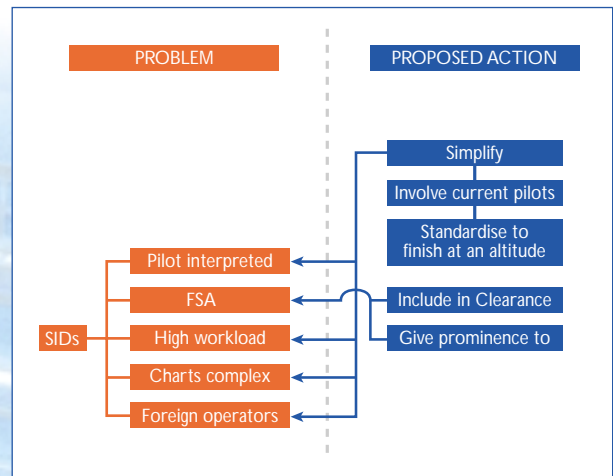 PROBLEM
PROPOSED ACTION
Simplify
Involve current pilots
Standardise to
finish at an altitude
Pilot interpreted
FSA
Include in Clearance
SIDs
High workload
Give prominence to
Charts complex
Foreign operators